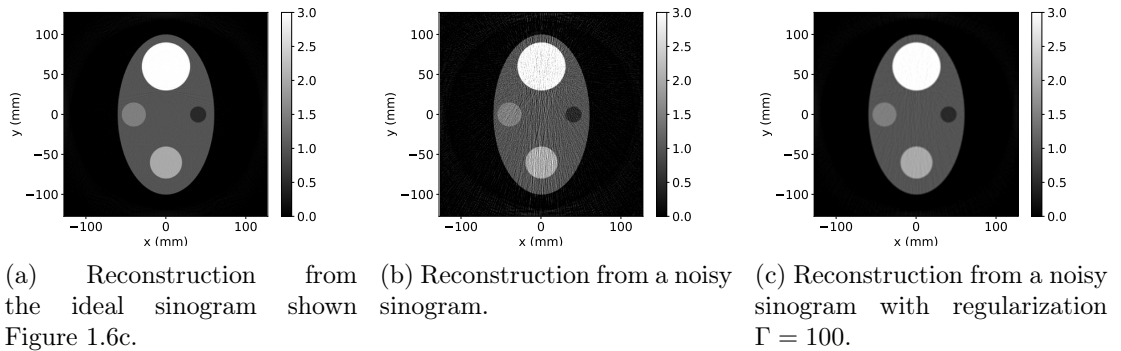 3.0
100
2.5
50
2.0
0
1.5
y (mm)
−50
1.0
−100
0.5
0.0
−100 0 100
x (mm)
3.0
100
2.5
50
2.0
0
1.5
y (mm)
−50
1.0
−100
0.5
0.0
−100 0 100
x (mm)
3.0
100
2.5
50
2.0
0
1.5
y (mm)
−50
1.0
−100
0.5
0.0
−100 0 100
x (mm)
(a) Reconstruction from
the ideal sinogram from shown
Figure 1.6c.
(b) Reconstruction from a noisy
sinogram.
(c) Reconstruction from a noisy
sinogram with regularization
Γ = 100.